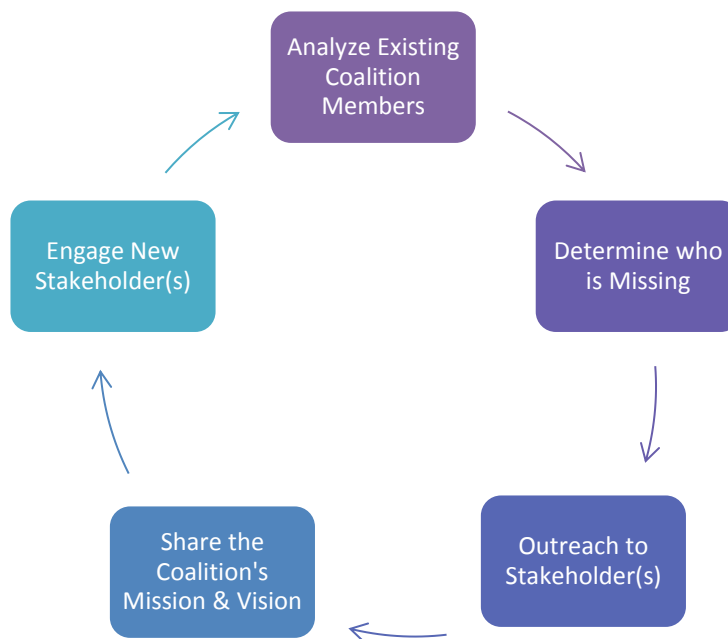 Analyze Existing
Coalition
Members
Determine who
is Missing
Outreach to
Stakeholder(s)
Share the
Coalition's
Mission & Vision
Engage New
Stakeholder(s)